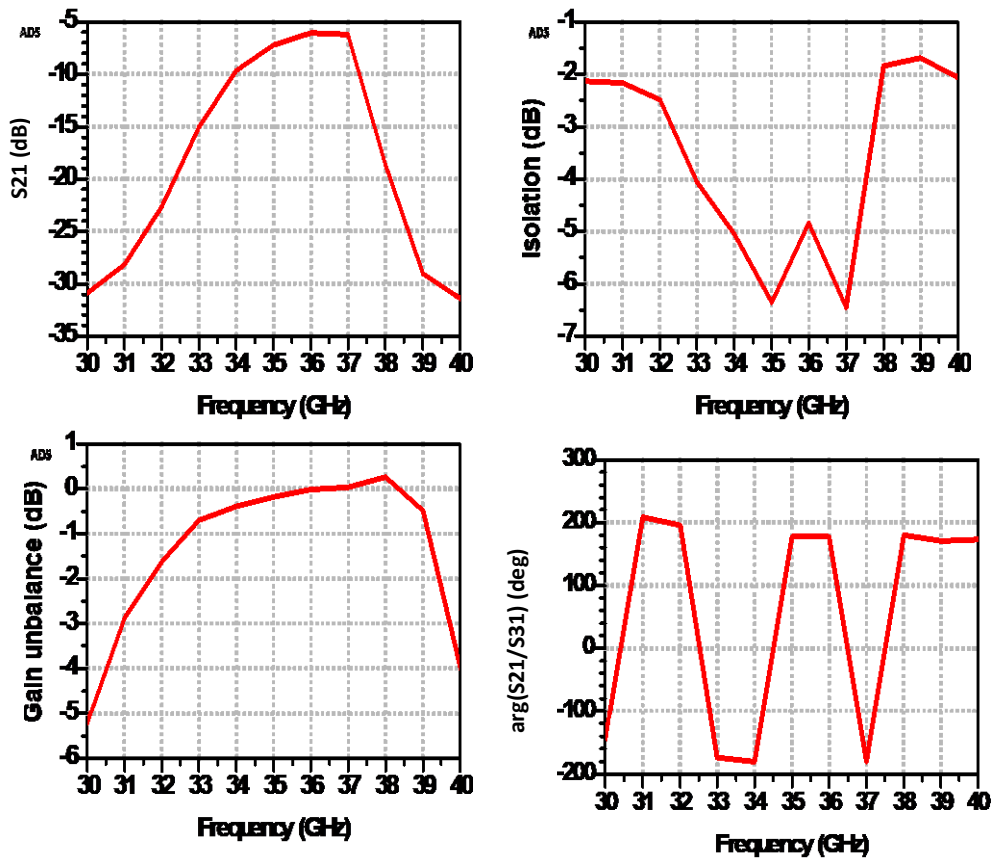 ADS
S21 (dB)
-5
-10
-15
-20
-25
-30
-35
30 31 32 33 34 35 36 37 38 39 40
Frequency (GHz)
ADS
Isolation (dB)
-1
-2
-3
-4
-5
-6
-7
30 31 32 33 34 35 36 37 38 39 40
Frequency (GHz)
ADS
Gain unbalance (dB)
1
0
-1
-2
-3
-4
-5
-6
30 31 32 33 34 35 36 37 38 39 40
Frequency (GHz)
arg(S21/S31) (deg)
300
200
100
0
-100
-200
30 31 32 33 34 35 36 37 38 39 40
Frequency (GHz)